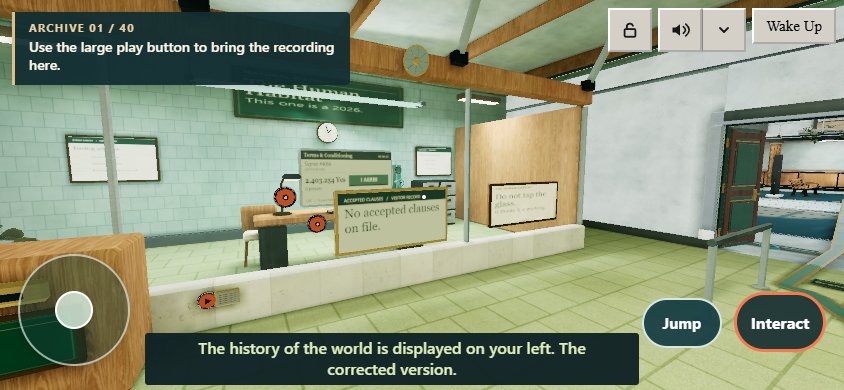 ARCHIVE 01 / 40
Use the large play button to bring the recording
here.
Wake Up
Human
Habitat
This one is a 2026.
Terms & Conditioning
2,403,234 Yes
I AGREE
ACCEPTED CLAUSES / VISITOR RECORD
No accepted clauses
on file.
Do not tap the
glass.
Jump
Interact
The history of the world is displayed on your left. The
corrected version.